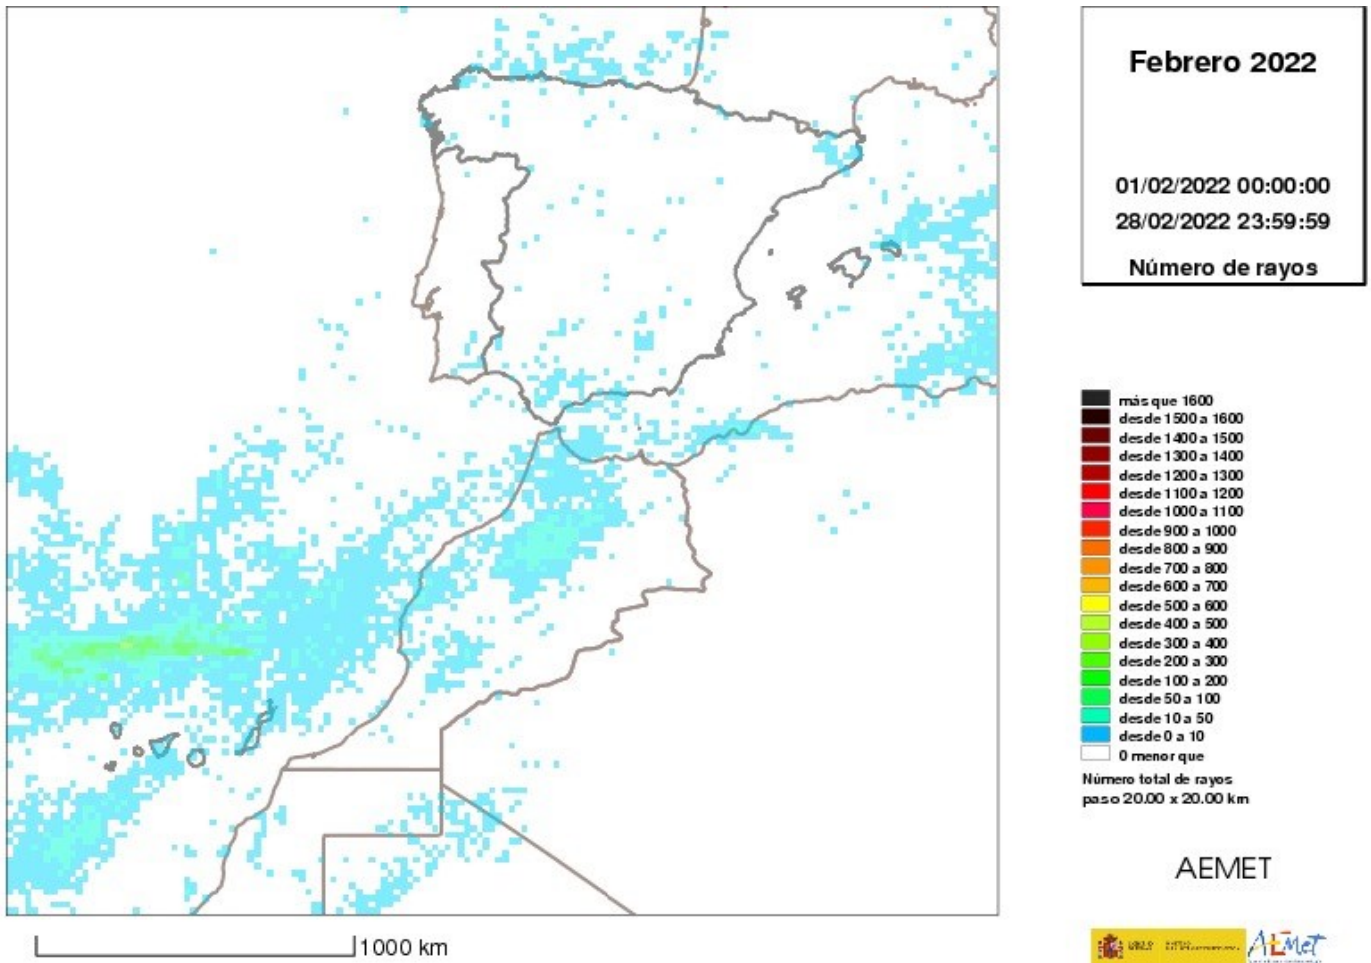 Febrero 2022
01/02/2022 00:00:00
28/02/2022 23:59:59
Número de rayos
más que 1600
desde 1500 a 1600
desde 1400 a 1500
desde 1300 a 1400
desde 1200 a 1300
desde 1100 a 1200
desde 1000 a 1100
desde 900 a 1000
desde 800 a 900
desde 700 a 800
desde 600 a 700
desde 500 a 600
desde 400 a 500
desde 300 a 400
desde 200 a 300
desde 100 a 200
desde 50 a 100
desde 10 a 50
desde 0 a 10
0 menor que
Número total de rayos
paso 20.00 x 20.00 km
AEMET
1000 km
AEMet